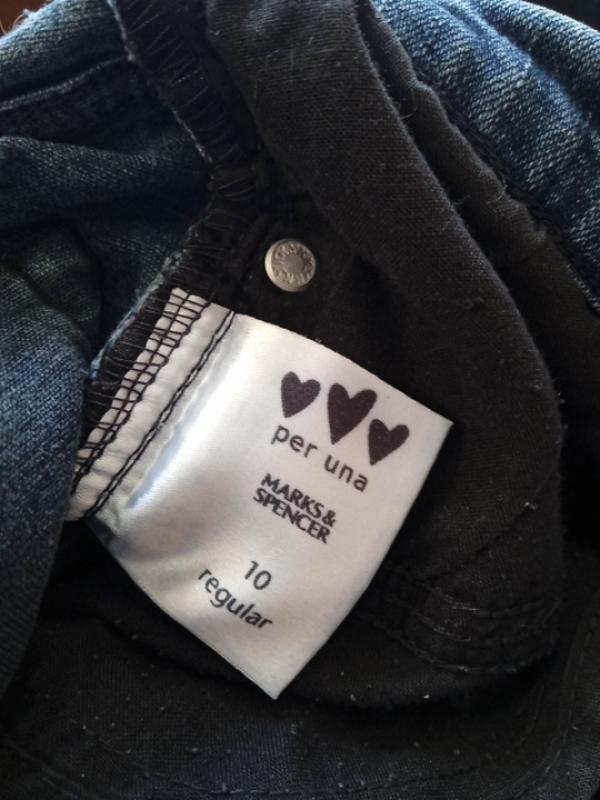 per una
MARKS &
SPENCER
10
regular